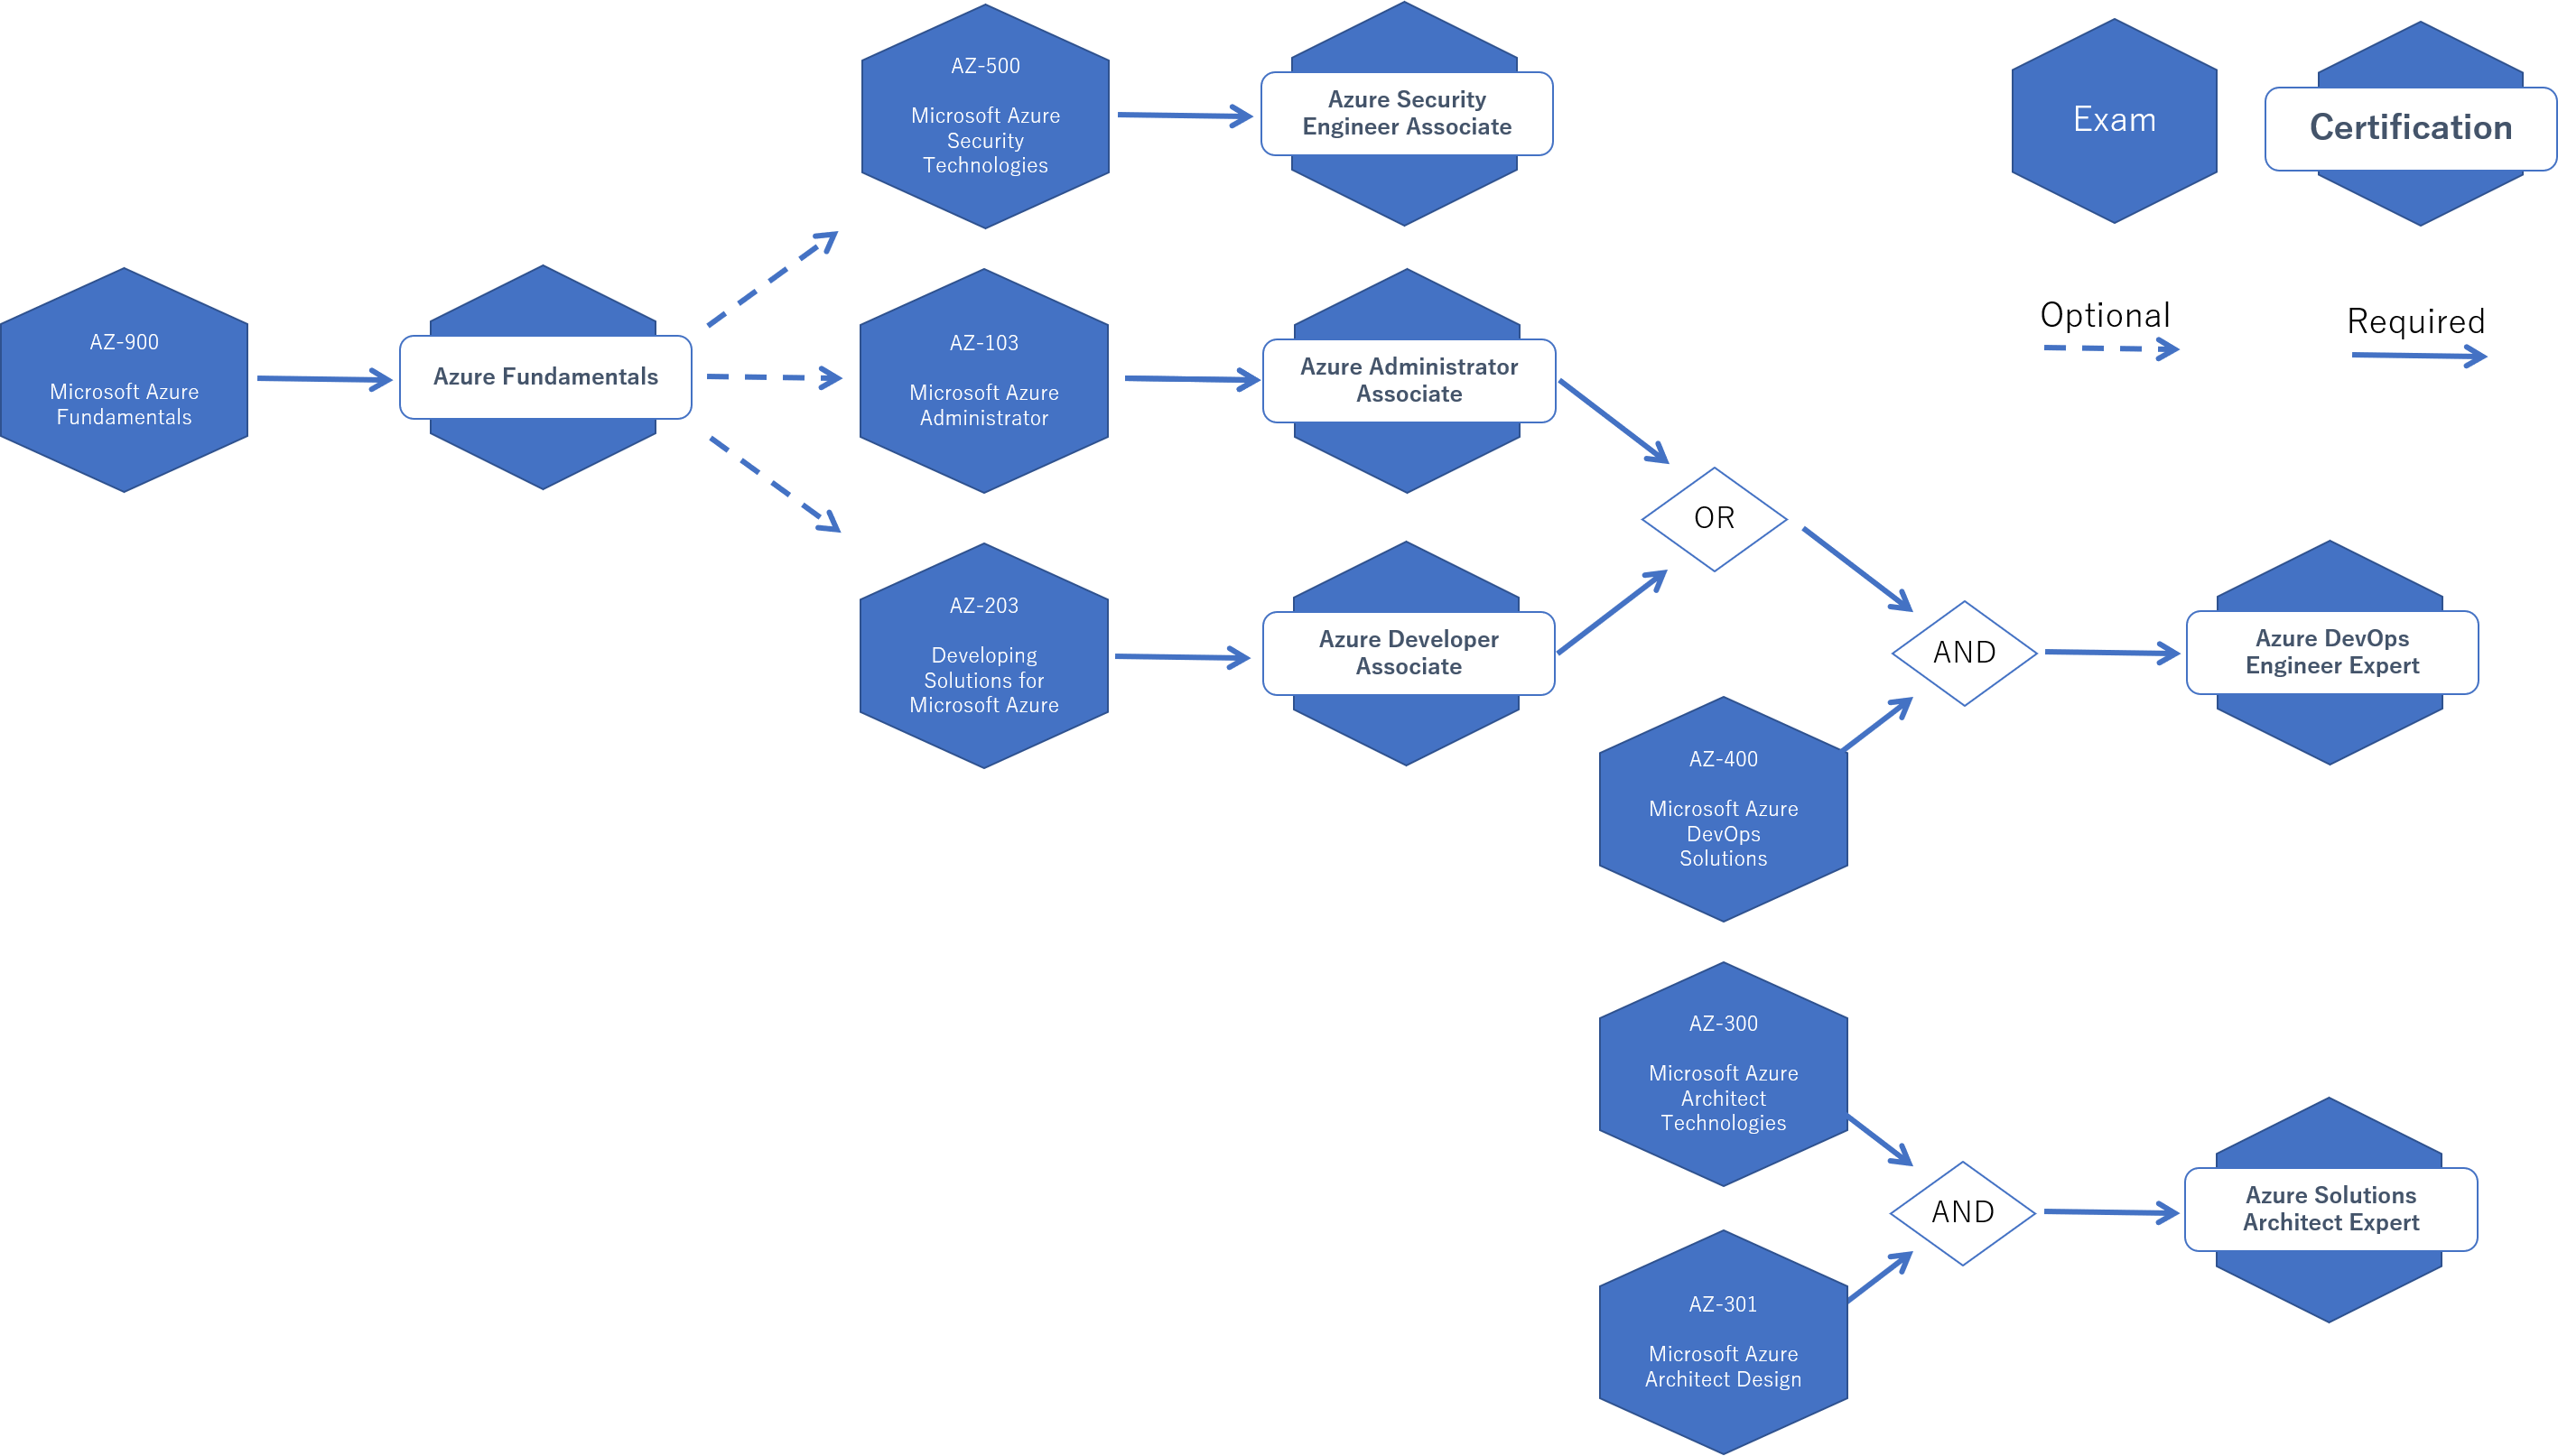 AZ-500
Microsoft Azure
Security
Technologies
Azure Security
Engineer Associate
Exam
Certification
Optional
Required
AZ-900
Microsoft Azure
Fundamentals
Azure Fundamentals
AZ-103
Microsoft Azure
Administrator
Azure Administrator
Associate
OR
AZ-203
Developing
Solutions for
Microsoft Azure
Azure Developer
Associate
AND
Azure DevOps
Engineer Expert
AZ-400
Microsoft Azure
DevOps
Solutions
AZ-300
Microsoft Azure
Architect
Technologies
AND
Azure Solutions
Architect Expert
AZ-301
Microsoft Azure
Architect Design